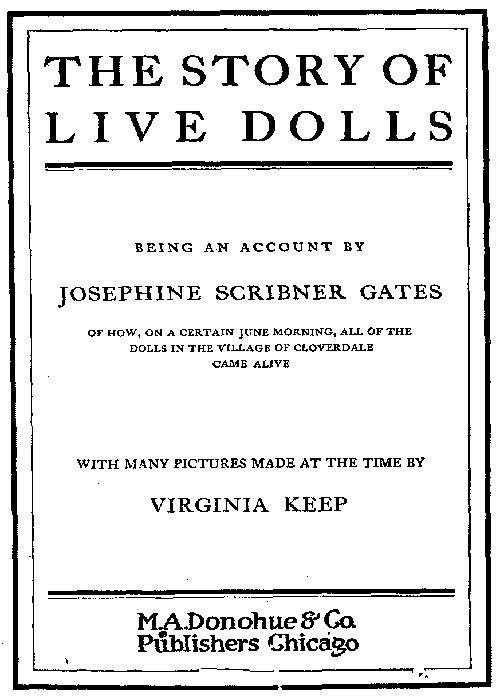 THE STORY OF
LIVE DOLLS
BEING AN ACCOUNT BY
JOSEPHINE SCRIBNER GATES
OF HOW, ON A CERTAIN JUNE MORNING, ALL OF THE
DOLLS IN THE VILLAGE OF CLOVERDALE
CAME ALIVE
WITH MANY PICTURES MADE AT THE TIME BY
VIRGINIA KEEP
M.A.Donohue & Co.
Publishers Chicago